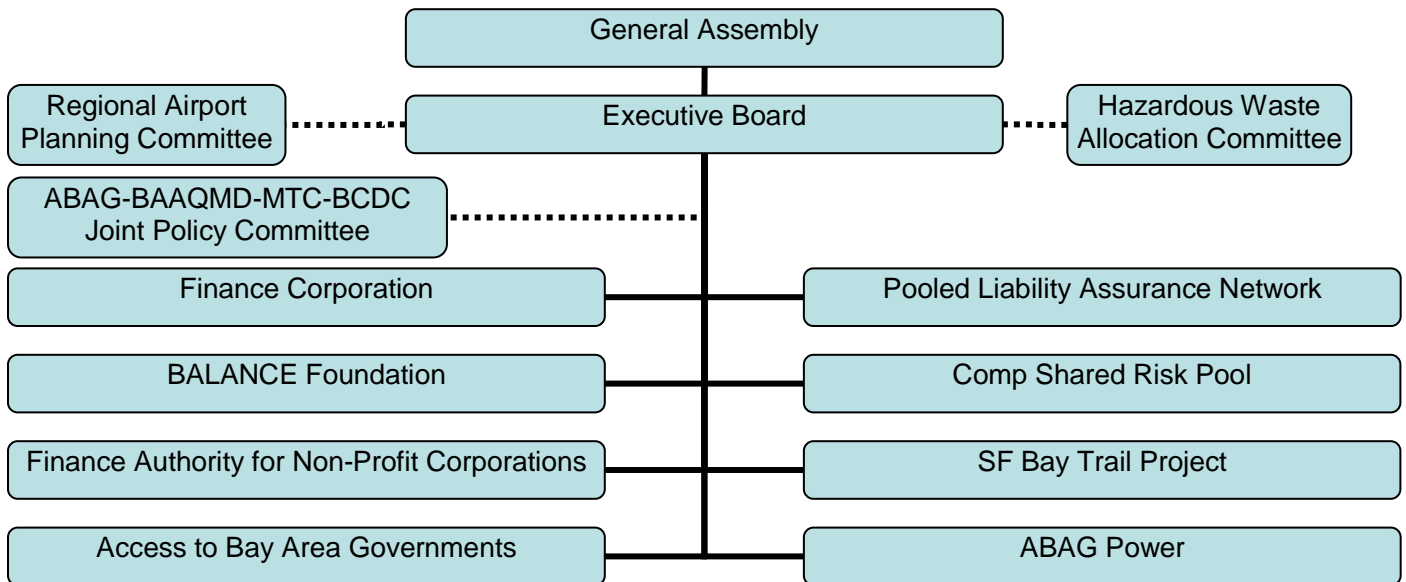 General Assembly
Regional Airport
Planning Committee
Executive Board
Hazardous Waste
Allocation Committee
ABAG-BAAQMD-MTC-BCDC
Joint Policy Committee
Finance Corporation
Pooled Liability Assurance Network
BALANCE Foundation
Comp Shared Risk Pool
Finance Authority for Non-Profit Corporations
SF Bay Trail Project
Access to Bay Area Governments
ABAG Power